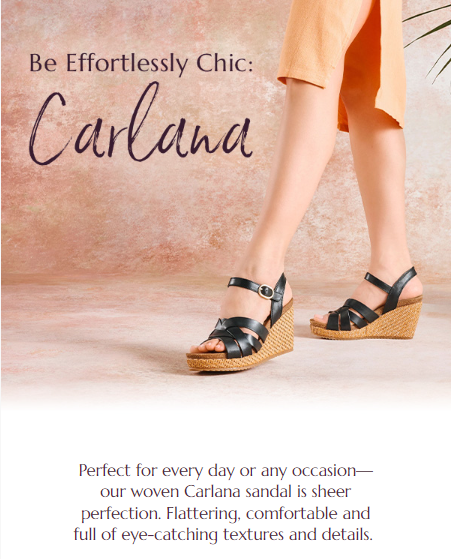 Be Effortlessly Chic:
Carlana
Perfect for every day or any occasion—
our woven Carlana sandal is sheer
perfection. Flattering, comfortable and
full of eye-catching textures and details.